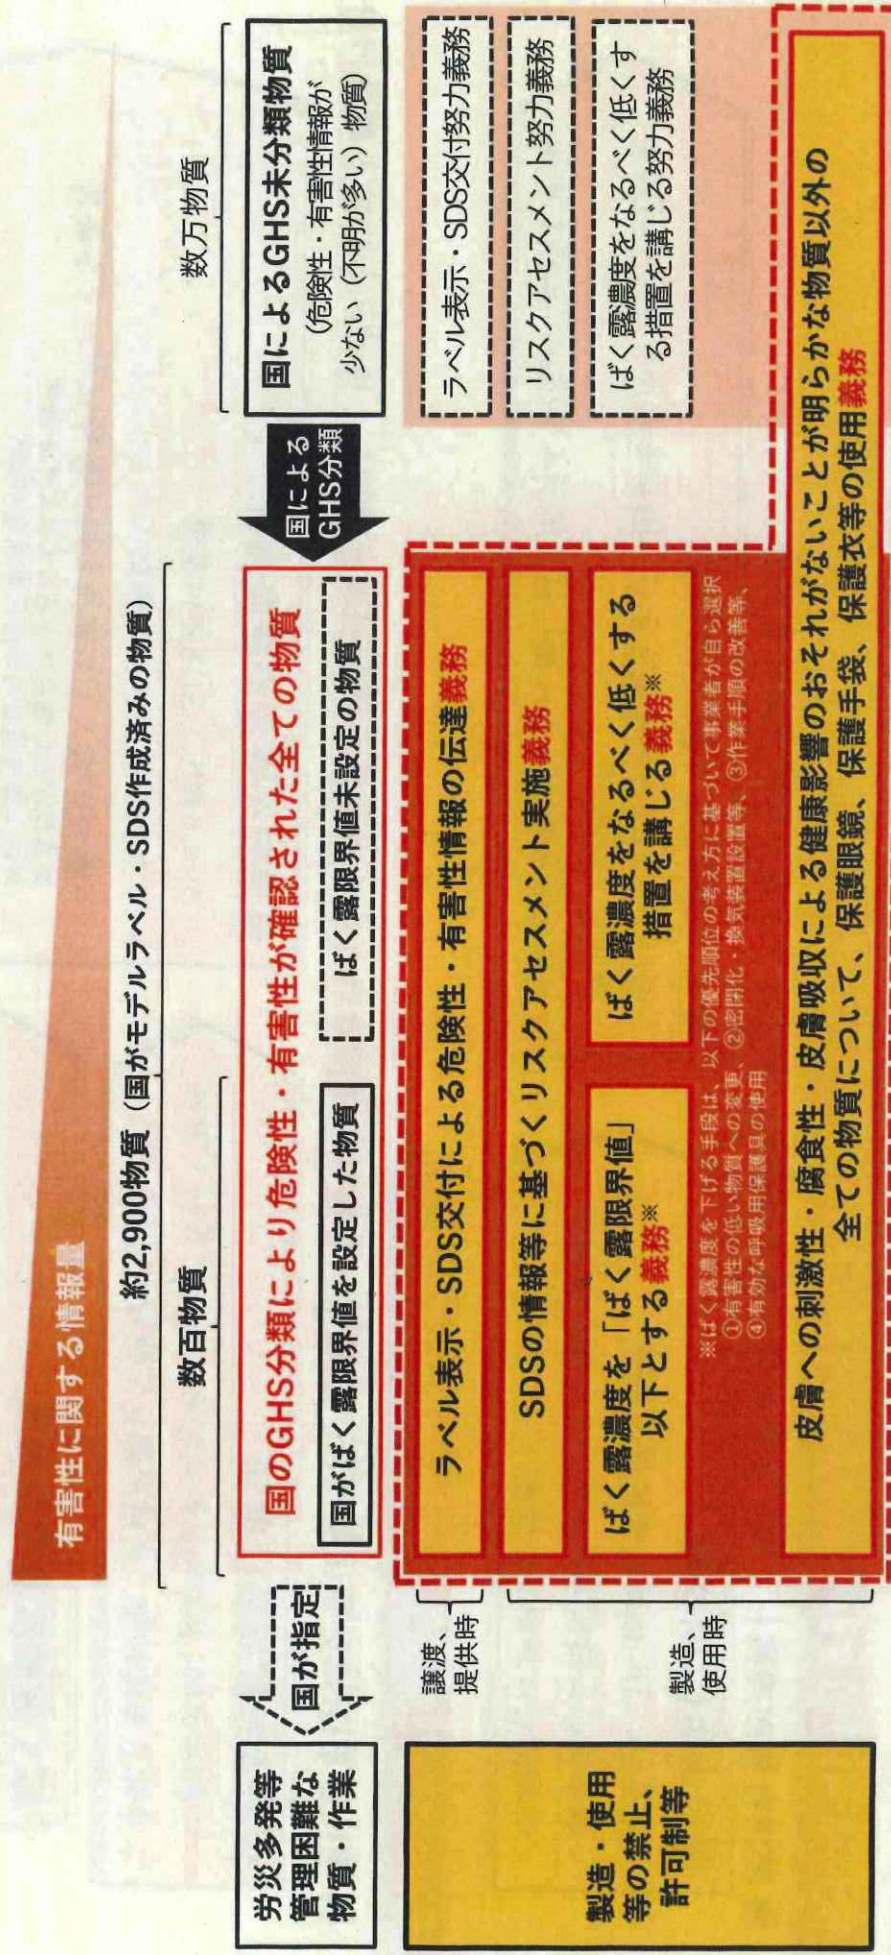 有害性に関する情報量
約2,900物質（国がモデルラベル・SDS作成済みの物質）
数百物質
数万物質
労災多発等
管理困難な
物質・作業
国が指定
国のGHS分類により危険性・有害性が確認された全ての物質
国がばく露限界値を設定した物質
ばく露限界値未設定の物質
国による
GHS分類
国によるGHS未分類物質
（危険性・有害性情報が
少ない（不明が多い）物質）
製造・使用
等の禁止、
許可制等
譲渡、
提供時
製造、
使用時
ラベル表示・SDS交付による危険性・有害性情報の伝達義務
SDSの情報等に基づくリスクアセスメント実施義務
ばく露濃度を「ばく露限界値」
以下とする義務※
ばく露濃度をなるべく低くする
措置を講じる義務※
※ばく露濃度を下げる手段は、以下の優先順位の考え方に基づいて事業者が自ら選択
①有害性の低い物質への変更、②密閉化・換気装置設置等、③作業手順の改善等、
④有効な呼吸用保護具の使用
ラベル表示・SDS交付努力義務
リスクアセスメント努力義務
ばく露濃度をなるべく低くす
る措置を講じる努力義務
皮膚への刺激性・腐食性・皮膚吸収による健康影響のおそれがないことが明らかな物質以外の
全ての物質について、保護眼鏡、保護手袋、保護衣等の使用義務